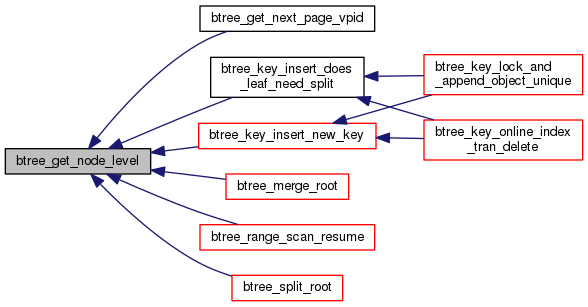 btree_get_next_page_vpid
btree_key_insert_does
_leaf_need_split
btree_key_lock_and
_append_object_unique
btree_key_insert_new_key
btree_key_online_index
_tran_delete
btree_get_node_level
btree_merge_root
btree_range_scan_resume
btree_split_root